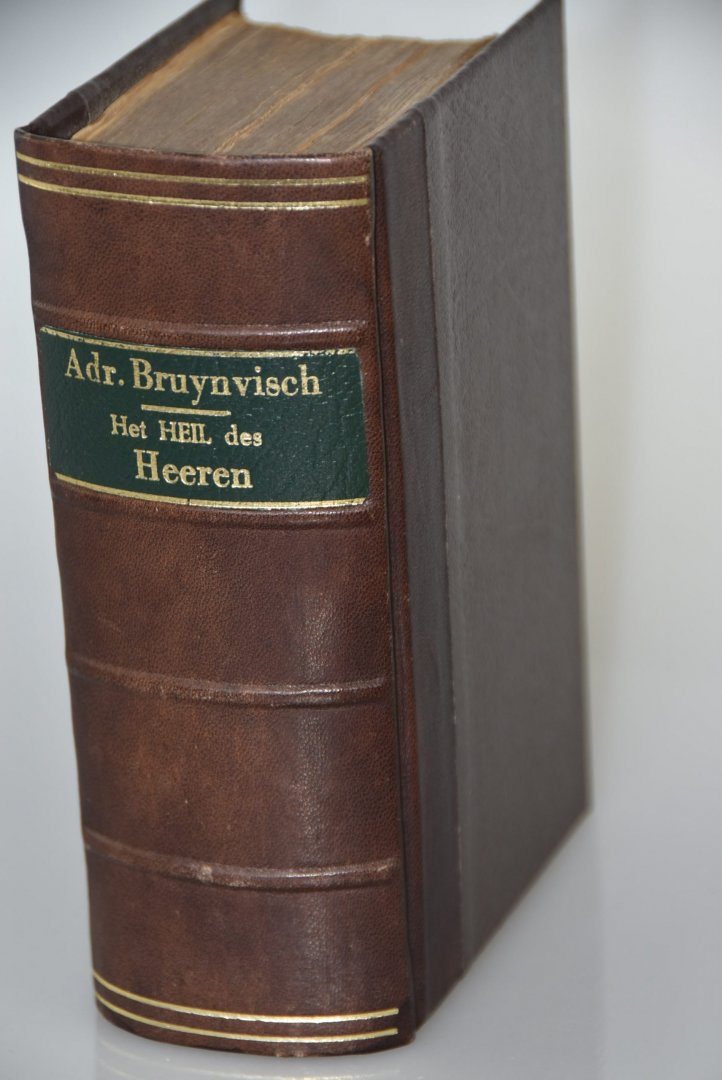 Adr. Bruynvisch
Het HEIL des
Heeren